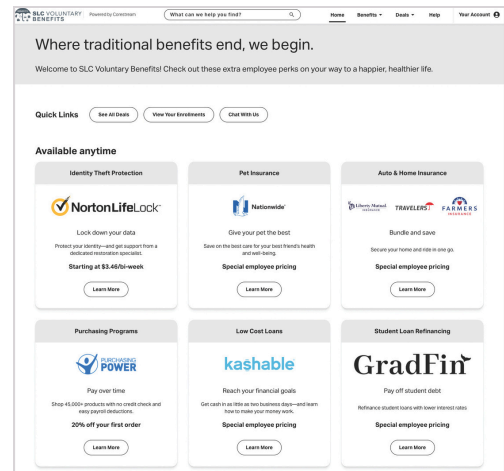 SLC VOLUNTARY BENEFITS Powered by Corestream What can we help you find? Home Benefits Deals Help Your Account
Where traditional benefits end, we begin.
Welcome to SLC Voluntary Benefits! Check out these extra employee perks on your way to a happier, healthier life.
Quick Links See All Deals View Your Enrollments Chat With Us
Available anytime
Identity Theft Protection
NortonLifeLock
Lock down your data
Protect your identity—and get support from a
dedicated restoration specialist.
Starting at $3.46/bi-week
Learn More
Pet Insurance
Nationwide
Give your pet the best
Save on the best care for your best friend's health
and well-being.
Special employee pricing
Learn More
Auto & Home Insurance
Liberty Mutual. INSURANCE TRAVELERS FARMERS INSURANCE
Bundle and save
Secure your home and ride in one go.
Special employee pricing
Learn More
Purchasing Programs
PURCHASING
POWER
Pay over time
Shop 45,000+ products with no credit check and
easy payroll deductions.
20% off your first order
Learn More
Low Cost Loans
kashable
Reach your financial goals
Get cash in as little as two business days—and learn
how to make your money work.
Special employee pricing
Learn More
Student Loan Refinancing
GradFin
Pay off student debt
Refinance student loans with lower interest rates
Special employee pricing
Learn More